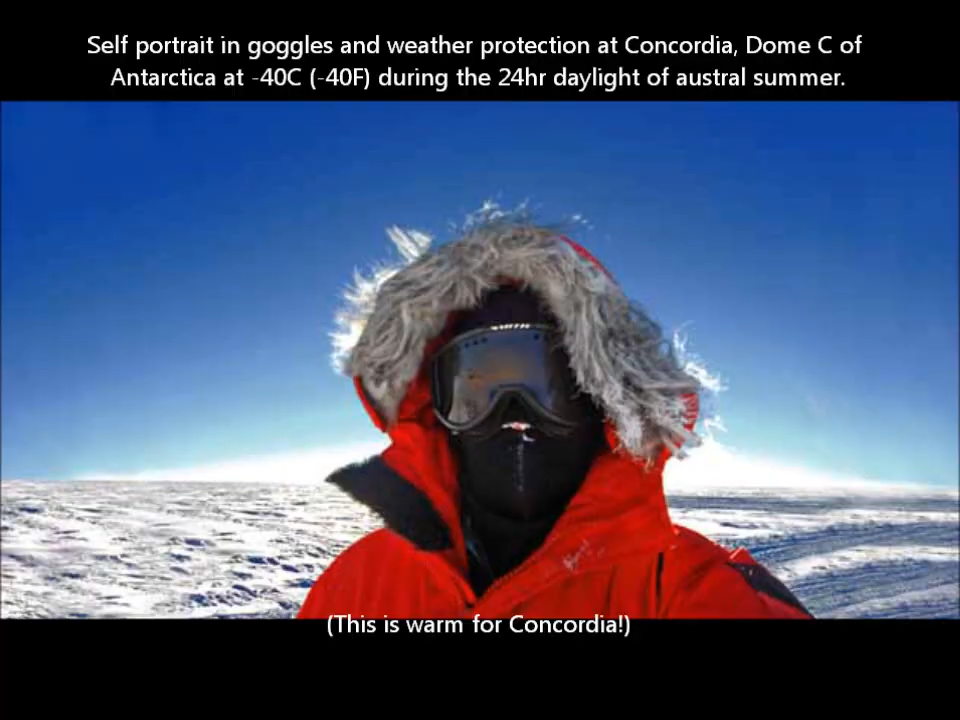 Self portrait in goggles and weather protection at Concordia, Dome C of
Antarctica at -40C (-40F) during the 24hr daylight of austral summer.
(This is warm for Concordia!)